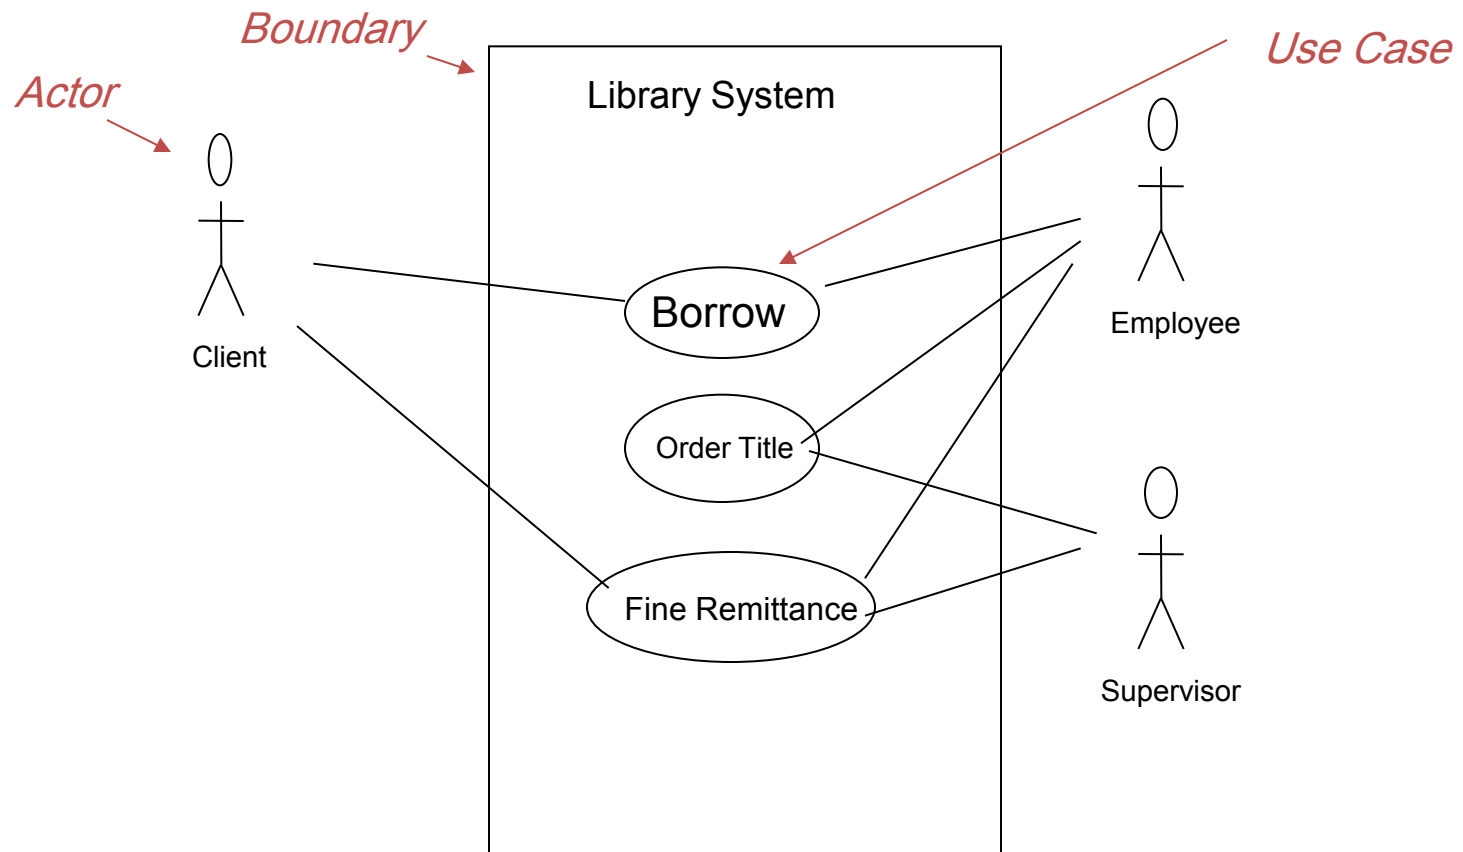 Boundary
Use Case
Actor
Library System
Borrow
Employee
Client
Order Title
Fine Remittance
Supervisor